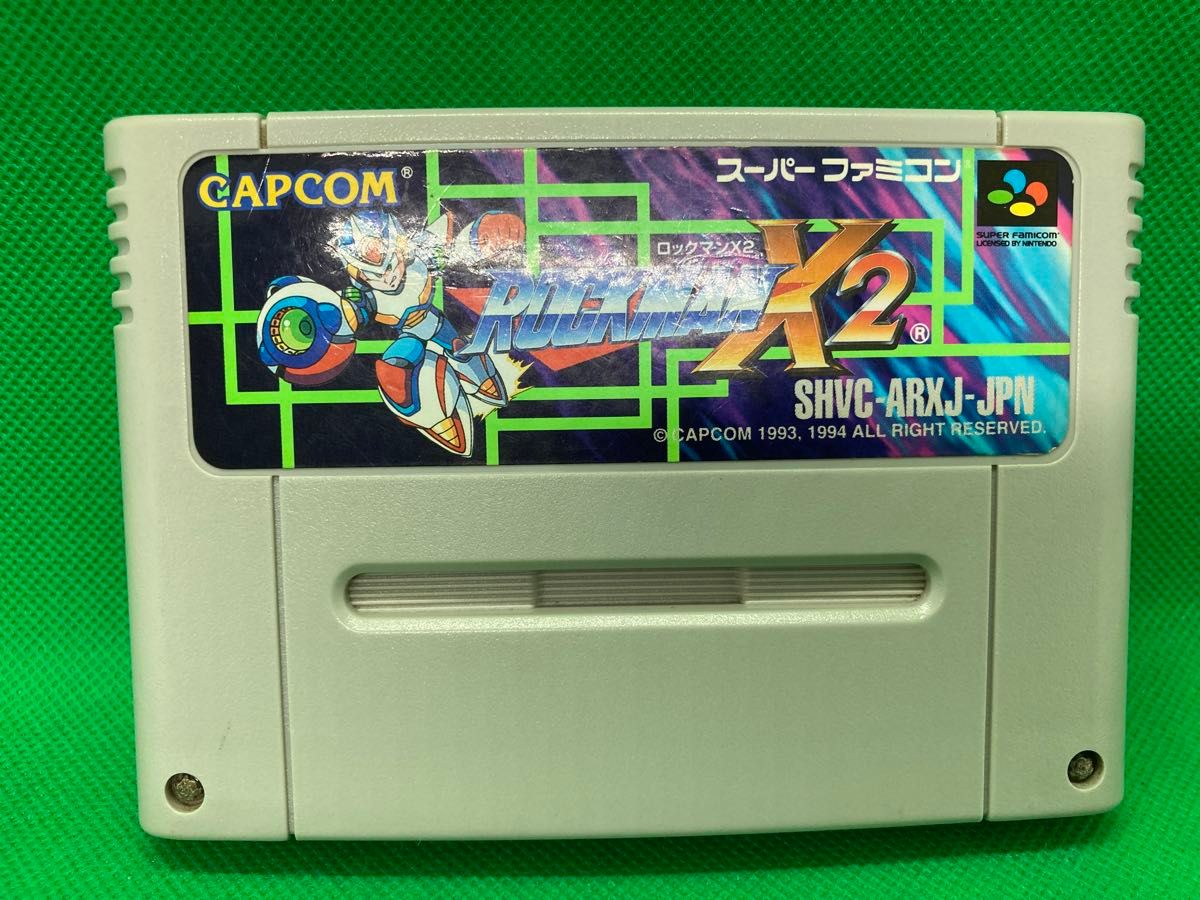 CAPCOM®
スーパーファミコン
SUPER FAMICOM
LICENSED BY NINTENDO
ロックマンX2
ROCKMAN X2®
SHVC-ARXJ-JPN
© CAPCOM 1993, 1994 ALL RIGHT RESERVED.